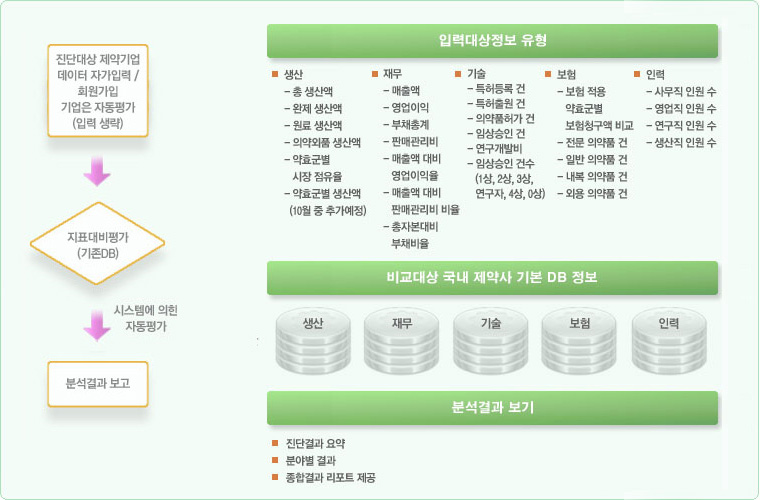 진단대상 제약기업
데이터 자가입력 /
회원가입
기업은 자동평가
(입력 생략)
지표대비평가
(기존DB)
시스템에 의힌
자동평가
분석결과 보고
입력대상정보 유형
생산
– 총 생산액
– 완제 생산액
– 원료 생산액
– 의약외품 생산액
– 약효군별
시장 점유율
– 약효군별 생산액
(10월 중 추가예정)
재무
– 매출액
– 영업이익
– 부채총계
– 판매관리비
– 매출액 대비
영업이익율
– 매출액 대비
판매관리비 비율
– 총자본대비
부채비율
기술
– 특허등록 건
– 특허출원 건
– 의약품허가 건
– 임상승인 건
– 연구개발비
– 임상승인 건수
(1상, 2상, 3상,
연구자, 4상, 0상)
보험
– 보험 적용
약효군별
보험청구액 비교
– 전문 의약품 건
– 일반 의약품 건
– 내복 의약품 건
– 외용 의약품 건
인력
– 사무직 인원 수
– 영업직 인원 수
– 연구직 인원 수
– 생산직 인원 수
비교대상 국내 제약사 기본 DB 정보
생산
재무
기술
보험
인력
분석결과 보기
진단결과 요약
분야별 결과
종합결과 리포트 제공